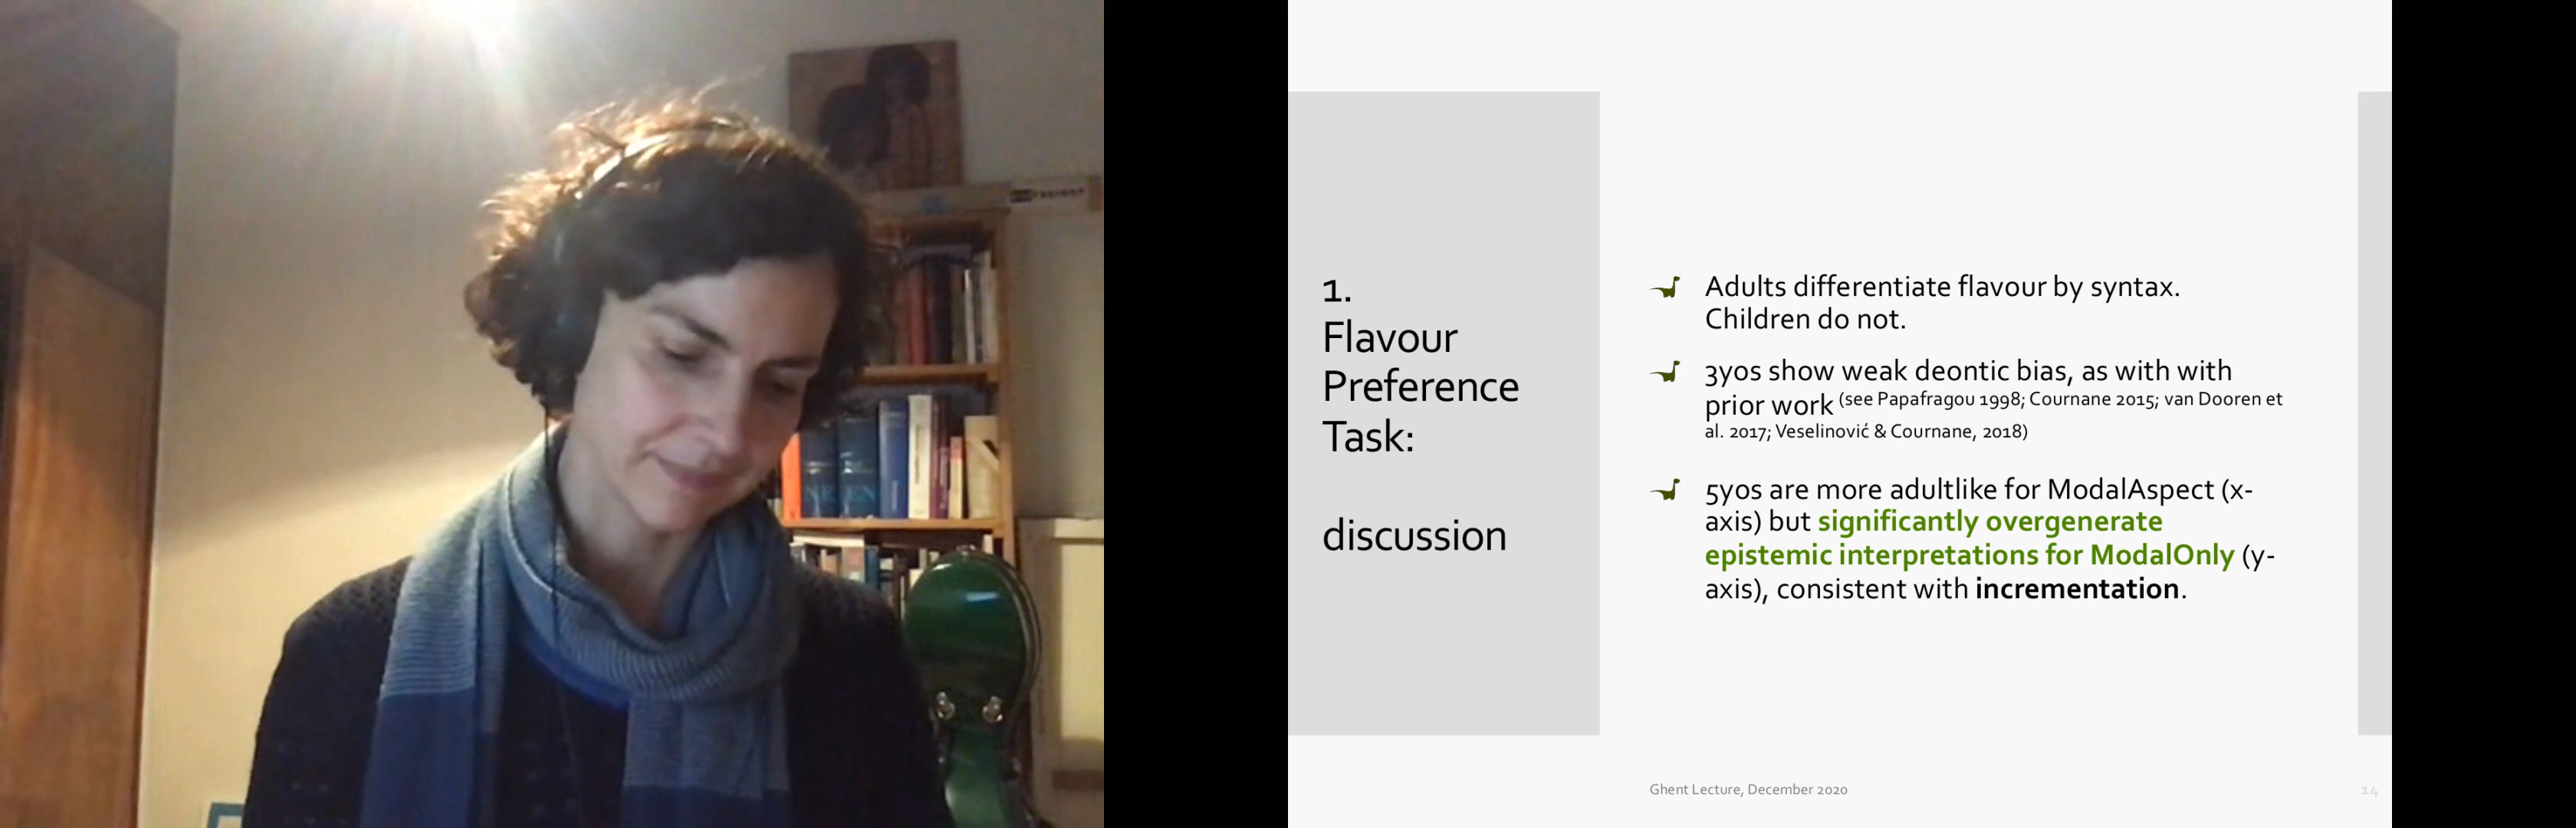 1.
Flavour
Preference
Task:
discussion
Adults differentiate flavour by syntax.
Children do not.
3yos show weak deontic bias, as with with
prior work (see Papafragou 1998; Cournane 2015; van Dooren et
al. 2017; Veselinović & Cournane, 2018)
5yos are more adultlike for ModalAspect (x-
axis) but significantly overgenerate
epistemic interpretations for ModalOnly (y-
axis), consistent with incrementation.
Ghent Lecture, December 2020
14